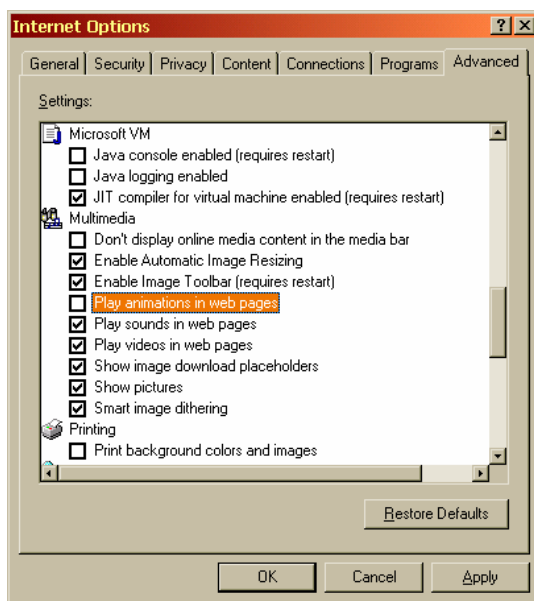 Internet Options
General Security Privacy Content Connections Programs Advanced
Settings:
Microsoft VM
Java console enabled (requires restart)
Java logging enabled
JIT compiler for virtual machine enabled (requires restart)
Multimedia
Don't display online media content in the media bar
Enable Automatic Image Resizing
Enable Image Toolbar (requires restart)
Play animations in web pages
Play sounds in web pages
Play videos in web pages
Show image download placeholders
Show pictures
Smart image dithering
Printing
Print background colors and images
Restore Defaults
OK Cancel Apply